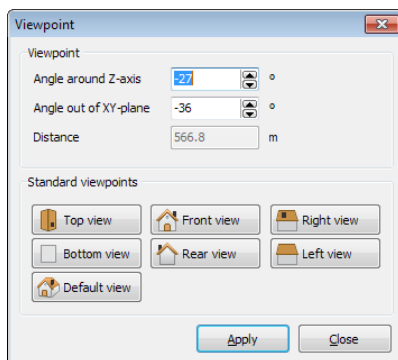 Viewpoint
Viewpoint
Angle around Z-axis -27 °
Angle out of XY-plane -36 °
Distance 566.8 m
Standard viewpoints
Top view Front view Right view
Bottom view Rear view Left view
Default view
Apply Close